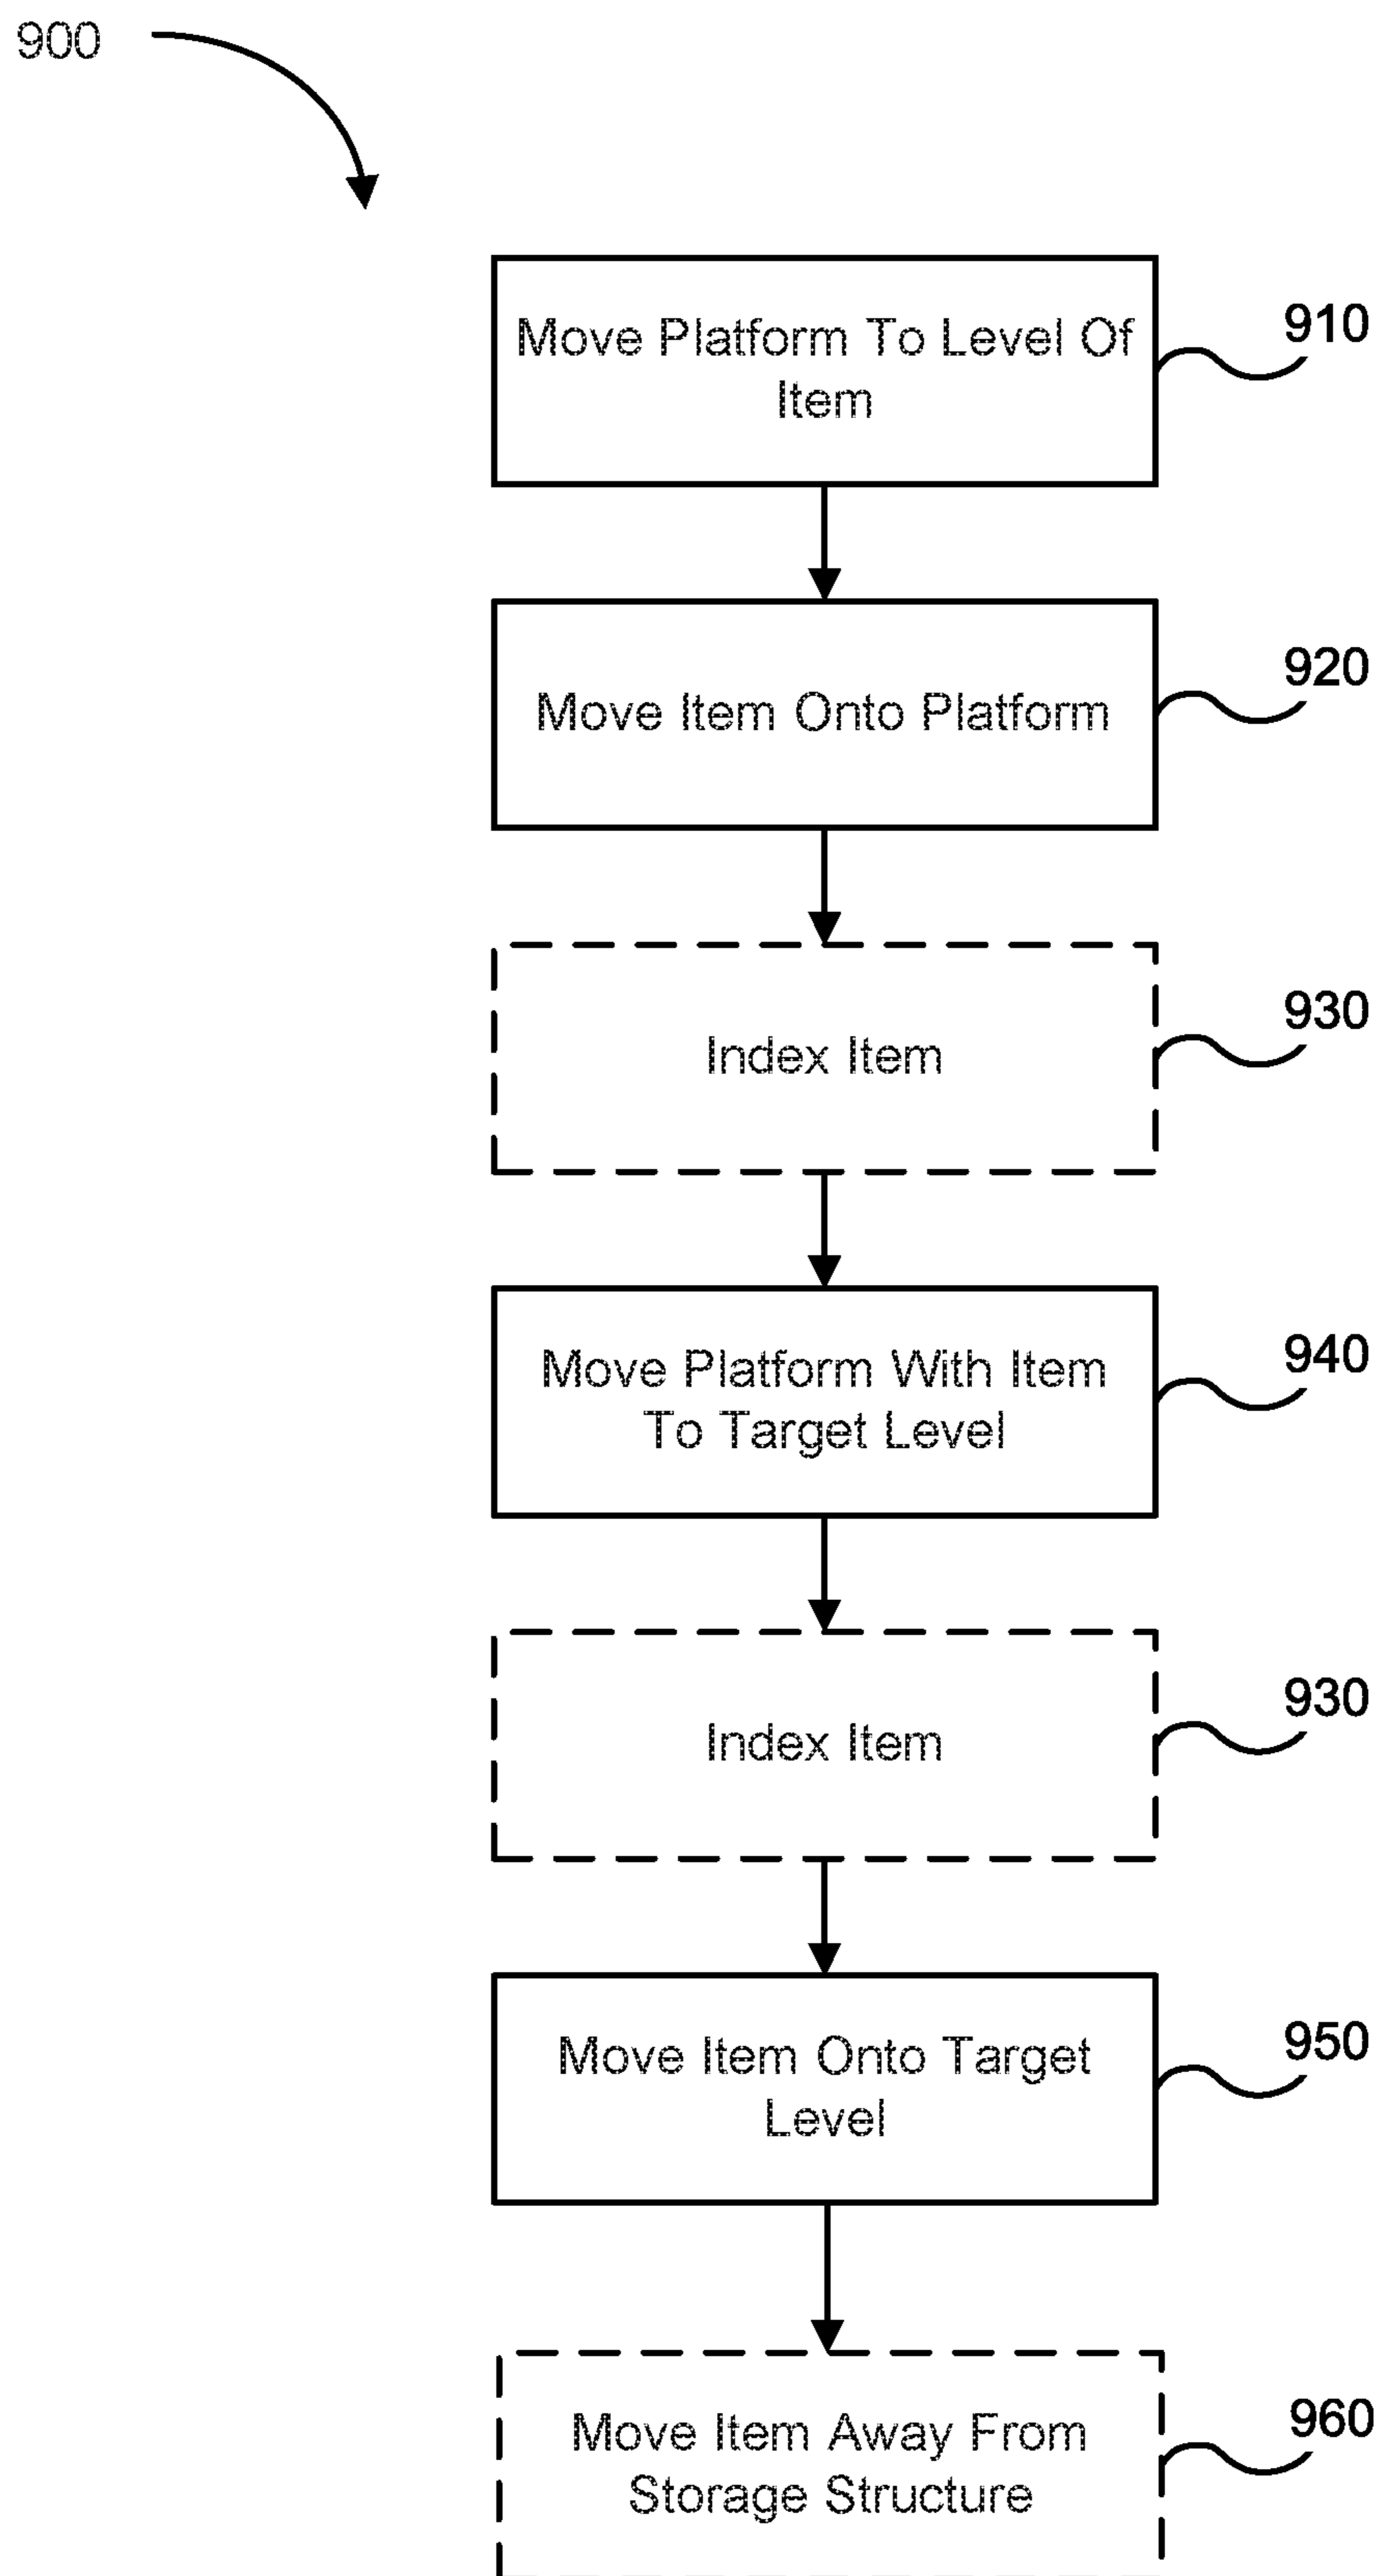 900
Move Platform To Level Of
Item
910
Move Item Onto Platform
920
Index Item
930
Move Platform With Item
To Target Level
940
Index Item
930
Move Item Onto Target
Level
950
Move Item Away From
Storage Structure
960